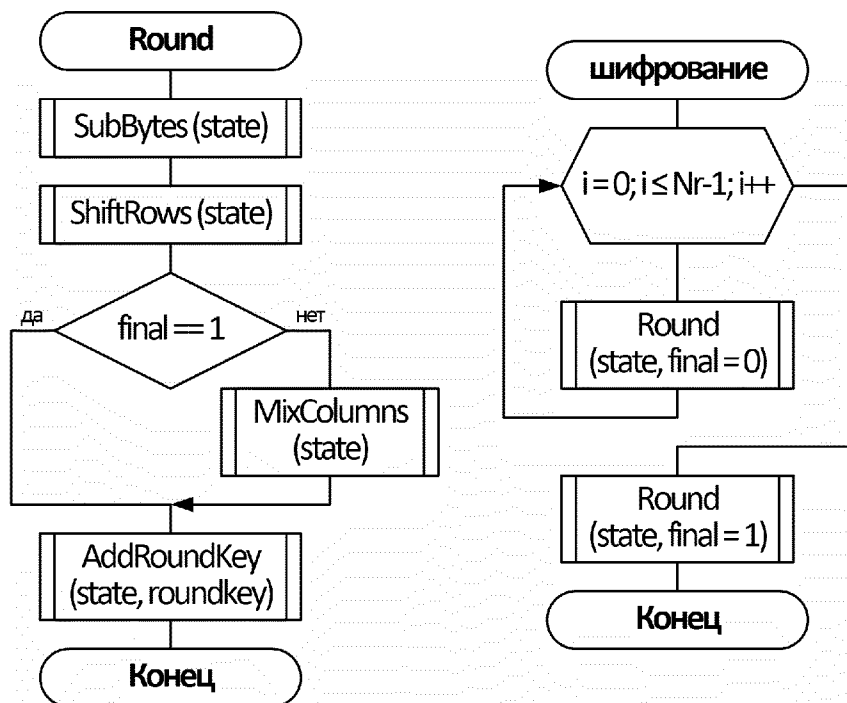 Round
SubBytes (state)
ShiftRows (state)
да
final == 1
нет
MixColumns
(state)
AddRoundKey
(state, roundkey)
Конец
шифрование
i = 0; i ≤ Nr-1; i++
Round
(state, final = 0)
Round
(state, final = 1)
Конец